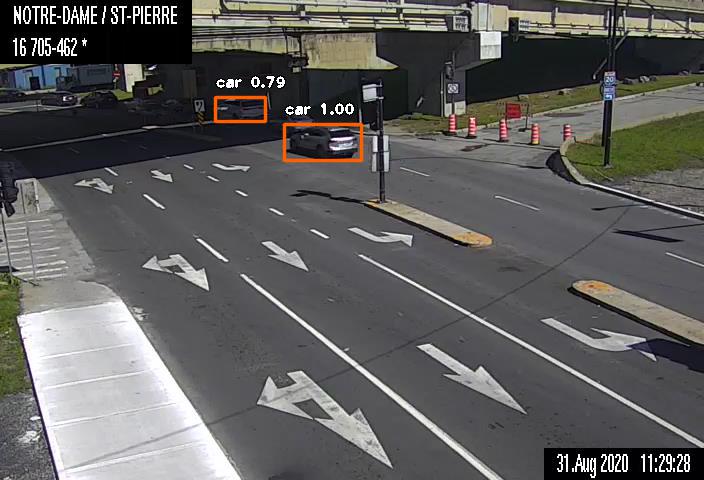 NOTRE-DAME / ST-PIERRE
16 705-462 *
car 0.79
car 1.00
20
31.Aug 2020 11:29:28